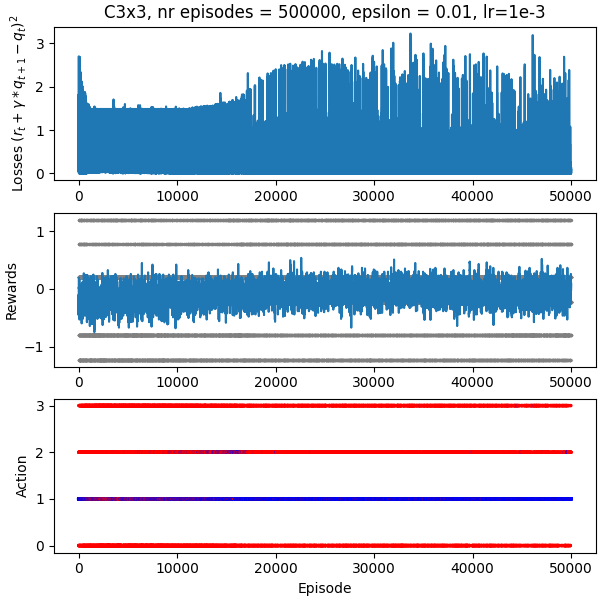 C3x3, nr episodes = 500000, epsilon = 0.01, lr=1e-3
Losses $(r_t + \gamma * q_{t+1} - q_t)^2$
3
2
1
0
0 10000 20000 30000 40000 50000
Rewards
1
0
−1
0 10000 20000 30000 40000 50000
Action
3
2
1
0
0 10000 20000 30000 40000 50000
Episode